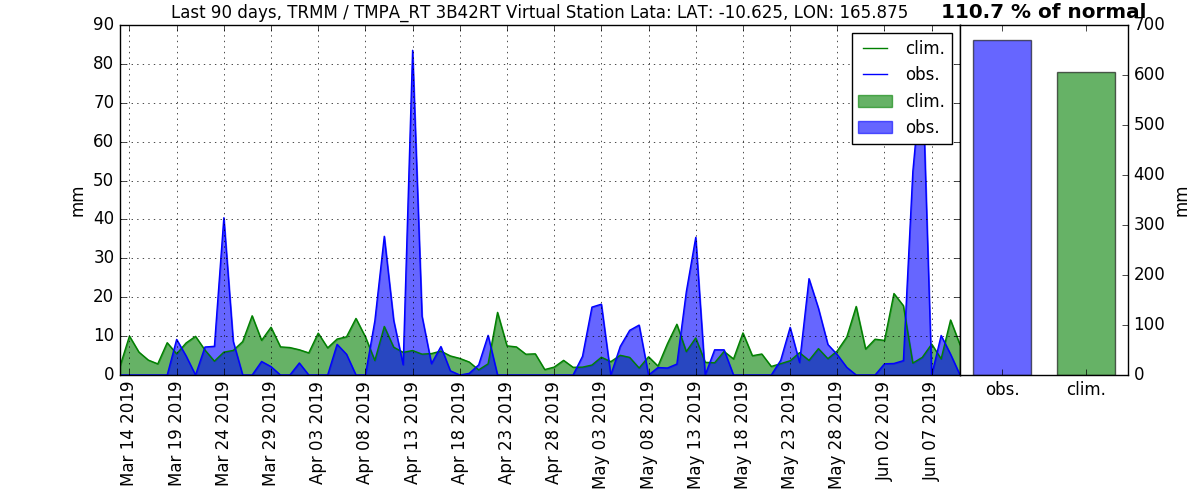 Last 90 days, TRMM / TMPA_RT 3B42RT Virtual Station Lata: LAT: -10.625, LON: 165.875
110.7 % of normal
90
80
70
60
50
40
30
20
10
0
mm
clim.
obs.
clim.
obs.
700
600
500
400
300
200
100
0
mm
Mar 14 2019
Mar 19 2019
Mar 24 2019
Mar 29 2019
Apr 03 2019
Apr 08 2019
Apr 13 2019
Apr 18 2019
Apr 23 2019
Apr 28 2019
May 03 2019
May 08 2019
May 13 2019
May 18 2019
May 23 2019
May 28 2019
Jun 02 2019
Jun 07 2019
obs.
clim.